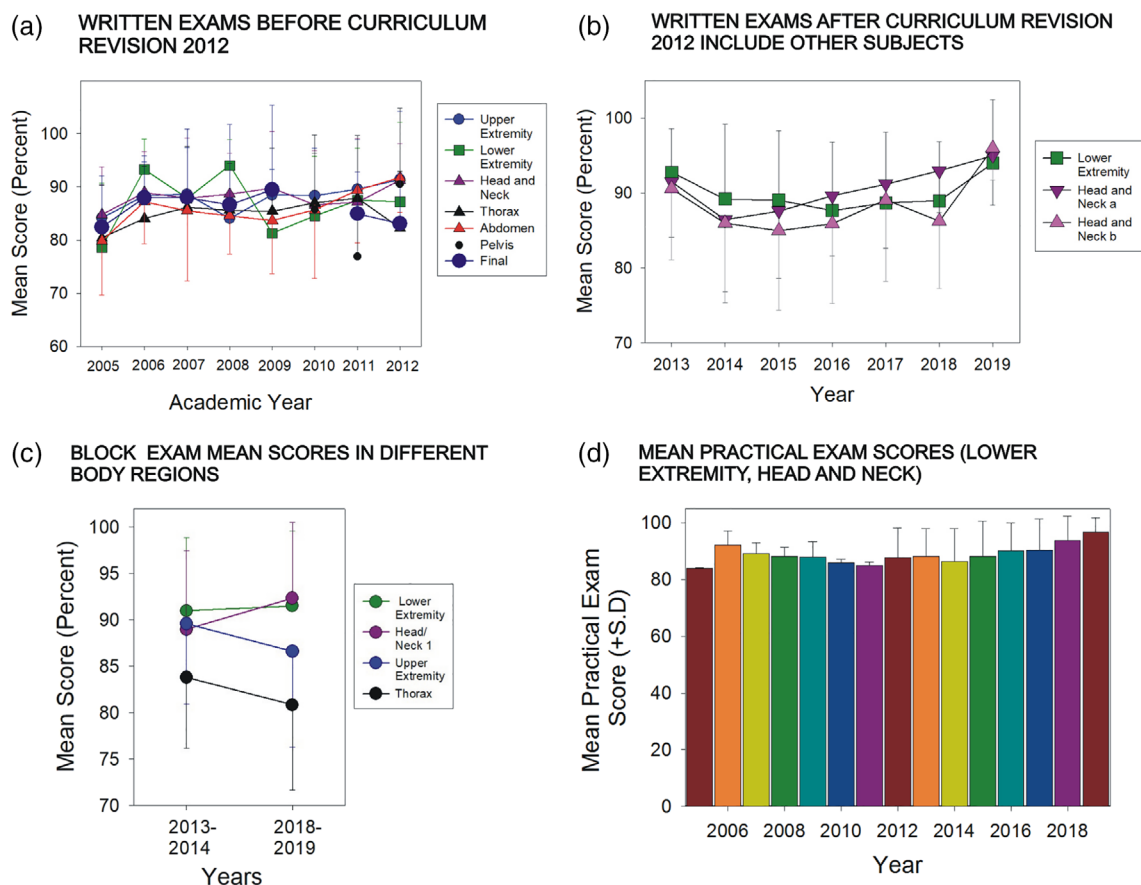 (a)
WRITTEN EXAMS BEFORE CURRICULUM
REVISION 2012
Mean Score (Percent)
100
90
80
70
60
2005
2006
2007
2008
2009
2010
2011
2012
Academic Year
Upper
Extremity
Lower
Extremity
Head and
Neck
Thorax
Abdomen
Pelvis
Final
(b)
WRITTEN EXAMS AFTER CURRICULUM REVISION
2012 INCLUDE OTHER SUBJECTS
Mean Score (Percent)
100
90
80
70
2013
2014
2015
2016
2017
2018
2019
Year
Lower
Extremity
Head and
Neck a
Head and
Neck b
(c)
BLOCK EXAM MEAN SCORES IN DIFFERENT
BODY REGIONS
Mean Score (Percent)
100
95
90
85
80
75
70
2013-
2014
2018-
2019
Years
Lower
Extremity
Head/
Neck 1
Upper
Extremity
Thorax
(d)
MEAN PRACTICAL EXAM SCORES (LOWER
EXTREMITY, HEAD AND NECK)
Mean Practical Exam
Score (+S.D)
100
80
60
40
20
0
2006
2008
2010
2012
2014
2016
2018
Year